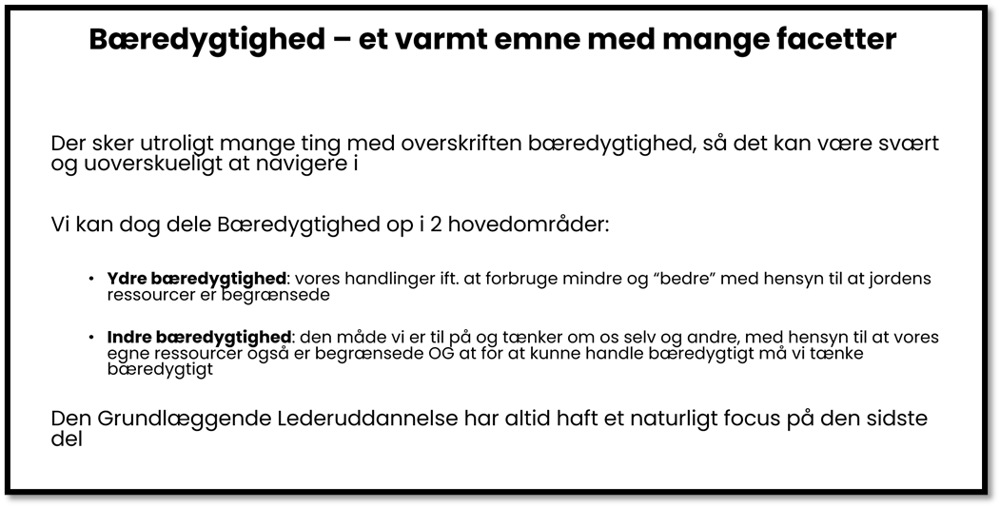 Bæredygtighed – et varmt emne med mange facetter
Der sker utroligt mange ting med overskriften bæredygtighed, så det kan være svært
og uoverskueligt at navigere i
Vi kan dog dele Bæredygtighed op i 2 hovedområder:
• Ydre bæredygtighed: vores handlinger ift. at forbruge mindre og “bedre” med hensyn til at jordens
ressourcer er begrænsede
• Indre bæredygtighed: den måde vi er til på og tænker om os selv og andre, med hensyn til at vores
egne ressourcer også er begrænsede OG at for at kunne handle bæredygtigt må vi tænke
bæredygtigt
Den Grundlæggende Lederuddannelse har altid haft et naturligt focus på den sidste
del